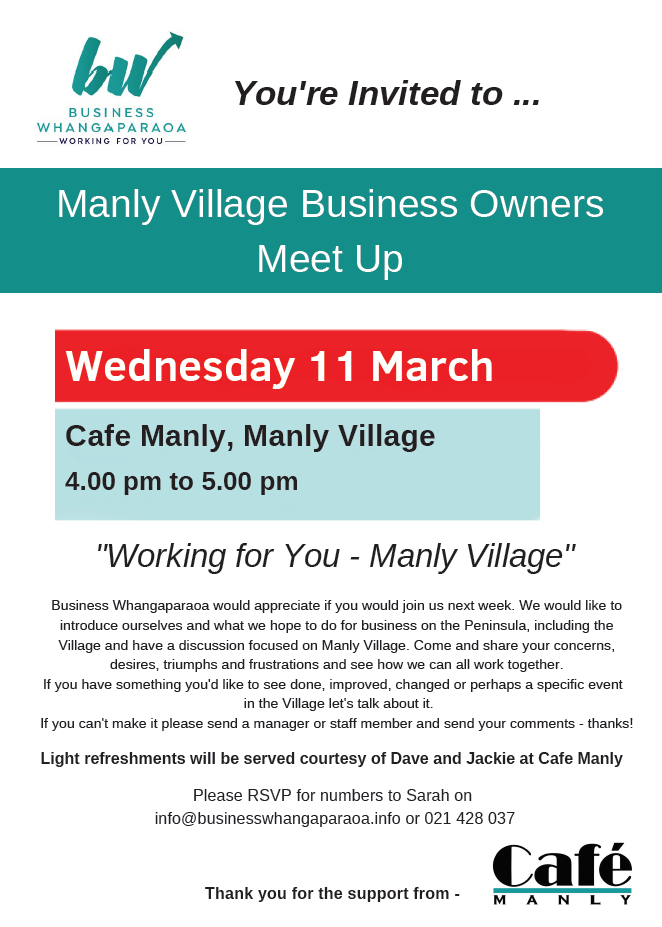 bw
BUSINESS
WHANGAPARAOA
WORKING FOR YOU
You're Invited to ...
Manly Village Business Owners
Meet Up
Wednesday 11 March
Cafe Manly, Manly Village
4.00 pm to 5.00 pm
"Working for You - Manly Village"
Business Whangaparaoa would appreciate if you would join us next week. We would like to
introduce ourselves and what we hope to do for business on the Peninsula, including the
Village and have a discussion focused on Manly Village. Come and share your concerns,
desires, triumphs and frustrations and see how we can all work together.
If you have something you'd like to see done, improved, changed or perhaps a specific event
in the Village let's talk about it.
If you can't make it please send a manager or staff member and send your comments - thanks!
Light refreshments will be served courtesy of Dave and Jackie at Cafe Manly
Please RSVP for numbers to Sarah on
info@businesswhangaparaoa.info or 021 428 037
Thank you for the support from -
Café
MANLY